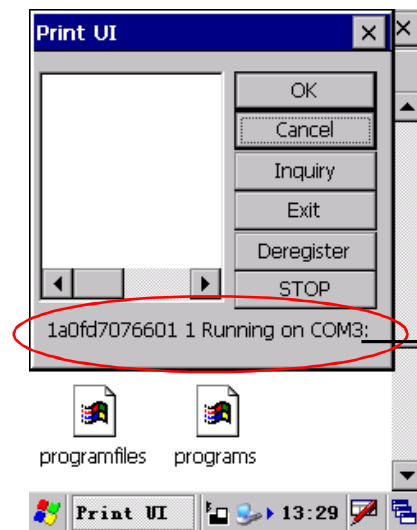 Print UI
OK
Cancel
Inquiry
Exit
Deregister
STOP
1a0fd7076601 1 Running on COM3;
programfiles
programs
Print UI
13:29